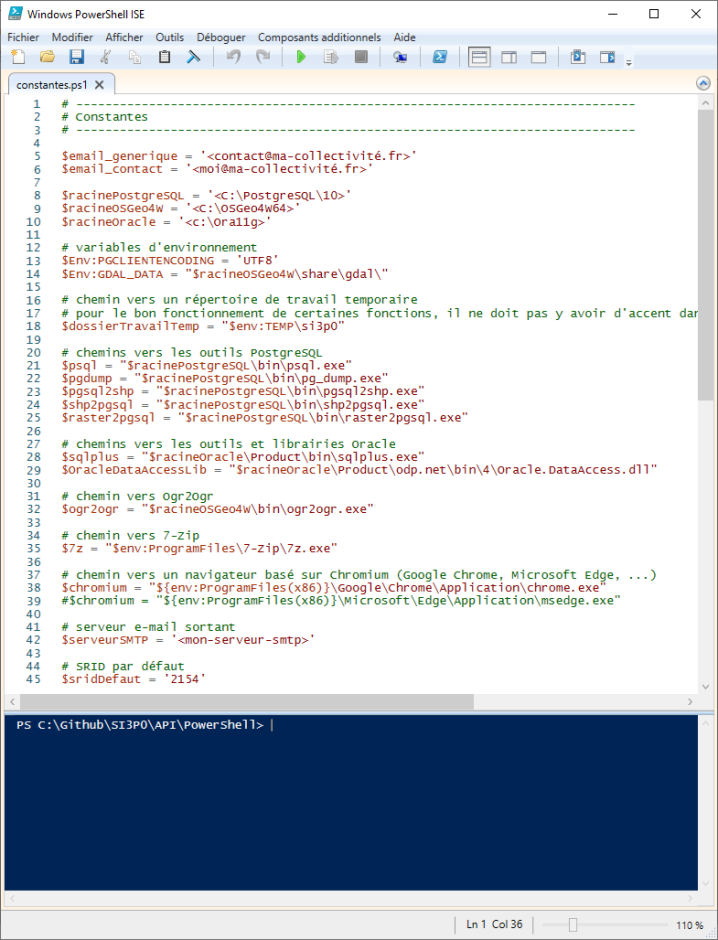 Windows PowerShell ISE
Fichier Modifier Afficher Outils Déboguer Composants additionnels Aide
constantes.ps1
1 # -----------------------------------------------------------------------------
2 # Constantes
3 # -----------------------------------------------------------------------------
4
5 $email_generique = '<contact@ma-collectivité.fr>'
6 $email_contact = '<moi@ma-collectivité.fr>'
7
8 $racinePostgreSQL = '<C:\PostgreSQL\10>'
9 $racineOSGeo4W = '<C:\OSGeo4W64>'
10 $racineOracle = '<c:\Ora11g>'
11
12 # variables d'environnement
13 $Env:PGCLIENTENCODING = 'UTF8'
14 $Env:GDAL_DATA = "$racineOSGeo4W\share\gdal\"
15
16 # chemin vers un répertoire de travail temporaire
17 # pour le bon fonctionnement de certaines fonctions, il ne doit pas y avoir d'accent dan
18 $dossierTravailTemp = "$env:TEMP\si3p0"
19
20 # chemins vers les outils PostgreSQL
21 $psql = "$racinePostgreSQL\bin\psql.exe"
22 $pgdump = "$racinePostgreSQL\bin\pg_dump.exe"
23 $pgsql2shp = "$racinePostgreSQL\bin\pgsql2shp.exe"
24 $shp2pgsql = "$racinePostgreSQL\bin\shp2pgsql.exe"
25 $raster2pgsql = "$racinePostgreSQL\bin\raster2pgsql.exe"
26
27 # chemins vers les outils et librairies Oracle
28 $sqlplus = "$racineOracle\Product\bin\sqlplus.exe"
29 $OracleDataAccessLib = "$racineOracle\Product\odp.net\bin\4\Oracle.DataAccess.dll"
30
31 # chemin vers Ogr2Ogr
32 $ogr2ogr = "$racineOSGeo4W\bin\ogr2ogr.exe"
33
34 # chemin vers 7-Zip
35 $7z = "$env:ProgramFiles\7-Zip\7z.exe"
36
37 # chemin vers un navigateur basé sur Chromium (Google Chrome, Microsoft Edge, ...)
38 $chromium = "${env:ProgramFiles(x86)}\Google\Chrome\Application\chrome.exe"
39 #$chromium = "${env:ProgramFiles(x86)}\Microsoft\Edge\Application\msedge.exe"
40
41 # serveur e-mail sortant
42 $serveurSMTP = '<mon-serveur-smtp>'
43
44 # SRID par défaut
45 $sridDefaut = '2154'
PS C:\Github\SI3P0\API\PowerShell>
Ln 1 Col 36 110 %